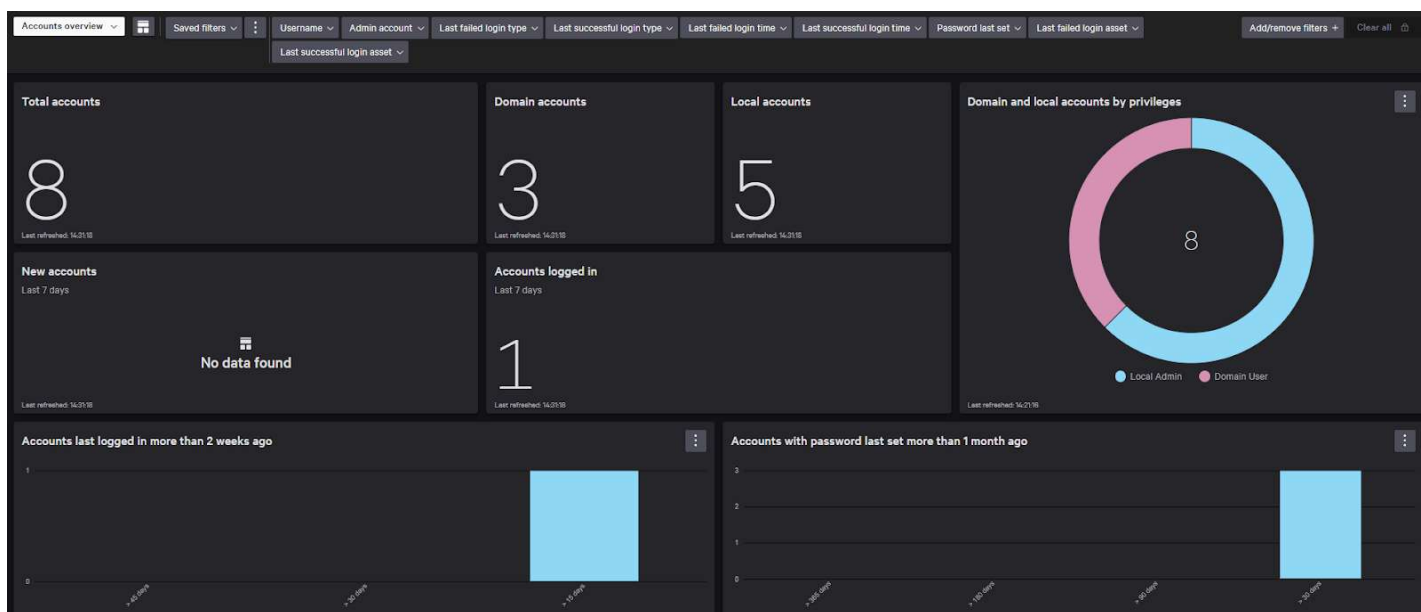 Accounts overview
Saved filters
Username
Admin account
Last failed login type
Last successful login type
Last failed login time
Last successful login time
Password last set
Last failed login asset
Add/remove filters +
Clear all
Last successful login asset
Total accounts
8
Last refreshed: 14:31:18
Domain accounts
3
Last refreshed: 14:31:18
Local accounts
5
Last refreshed: 14:31:18
Domain and local accounts by privileges
8
Local Admin
Domain User
Last refreshed: 14:21:18
New accounts
Last 7 days
No data found
Last refreshed: 14:31:18
Accounts logged in
Last 7 days
1
Last refreshed: 14:31:18
Accounts last logged in more than 2 weeks ago
1
0
> 45 days
> 30 days
> 15 days
Accounts with password last set more than 1 month ago
3
2
1
0
> 365 days
> 180 days
> 90 days
> 30 days